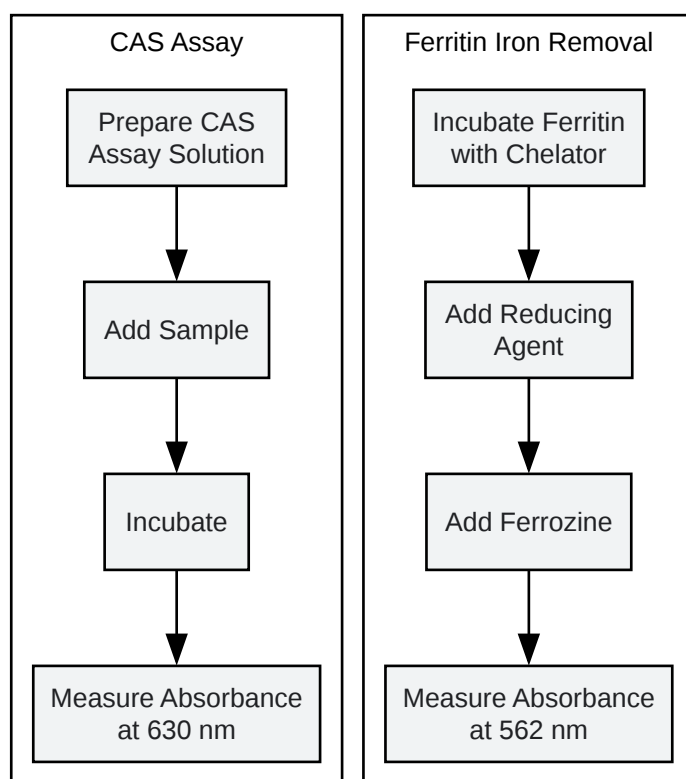 CAS Assay
Prepare CAS
Assay Solution
Add Sample
Incubate
Measure Absorbance
at 630 nm
Ferritin Iron Removal
Incubate Ferritin
with Chelator
Add Reducing
Agent
Add Ferrozine
Measure Absorbance
at 562 nm